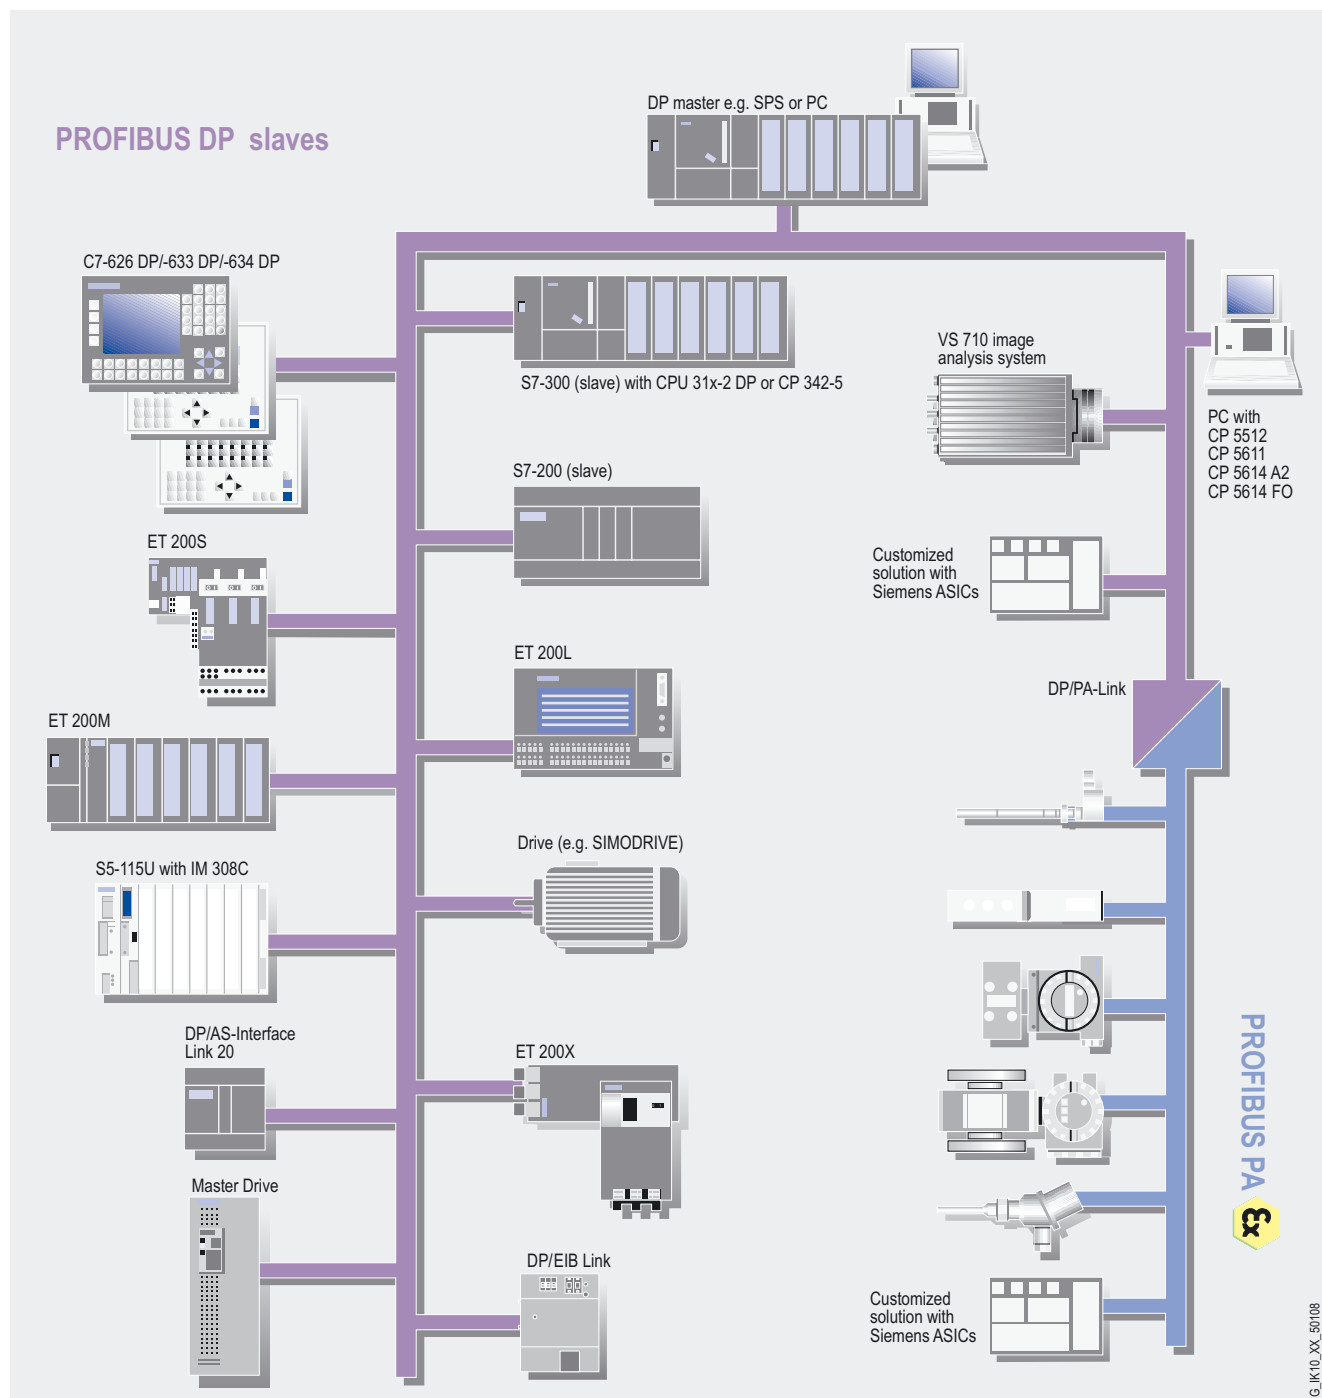 DP master e.g. SPS or PC
PROFIBUS DP slaves
C7-626 DP/-633 DP/-634 DP
S7-300 (slave) with CPU 31x-2 DP or CP 342-5
VS 710 image
analysis system
PC with
CP 5512
CP 5611
CP 5614 A2
CP 5614 FO
S7-200 (slave)
ET 200S
Customized
solution with
Siemens ASICs
ET 200L
DP/PA-Link
ET 200M
Drive (e.g. SIMODRIVE)
S5-115U with IM 308C
DP/AS-Interface
Link 20
ET 200X
PROFIBUS PA
Ex
Master Drive
DP/EIB Link
Customized
solution with
Siemens ASICs
G_IK10_XX_50108